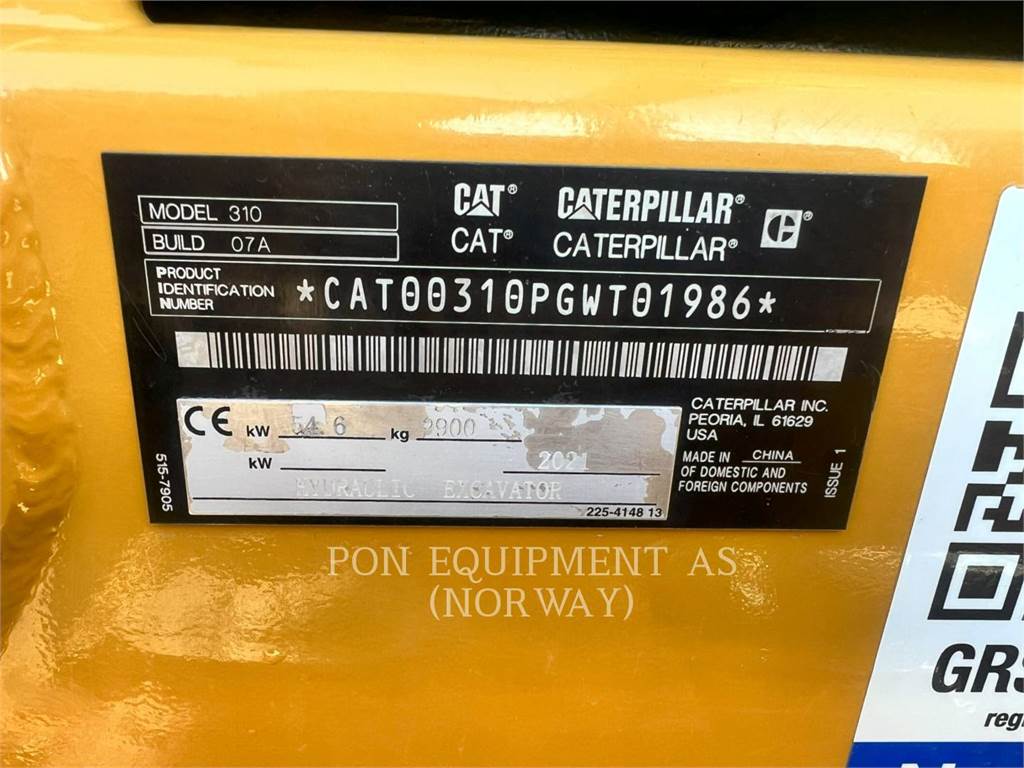 MODEL 310
BUILD 07A
CAT® CATERPILLAR® C®
CAT® CATERPILLAR®
PRODUCT
IDENTIFICATION
NUMBER
*CAT00310PGWT01986*
CE kW 54.6 kg 9900
kW 2021
HYDRAULIC EXCAVATOR
225-4148 13
515-7905
CATERPILLAR INC.
PEORIA, IL 61629
USA
MADE IN CHINA
OF DOMESTIC AND
FOREIGN COMPONENTS
ISSUE 1
PON EQUIPMENT AS
(NORWAY)